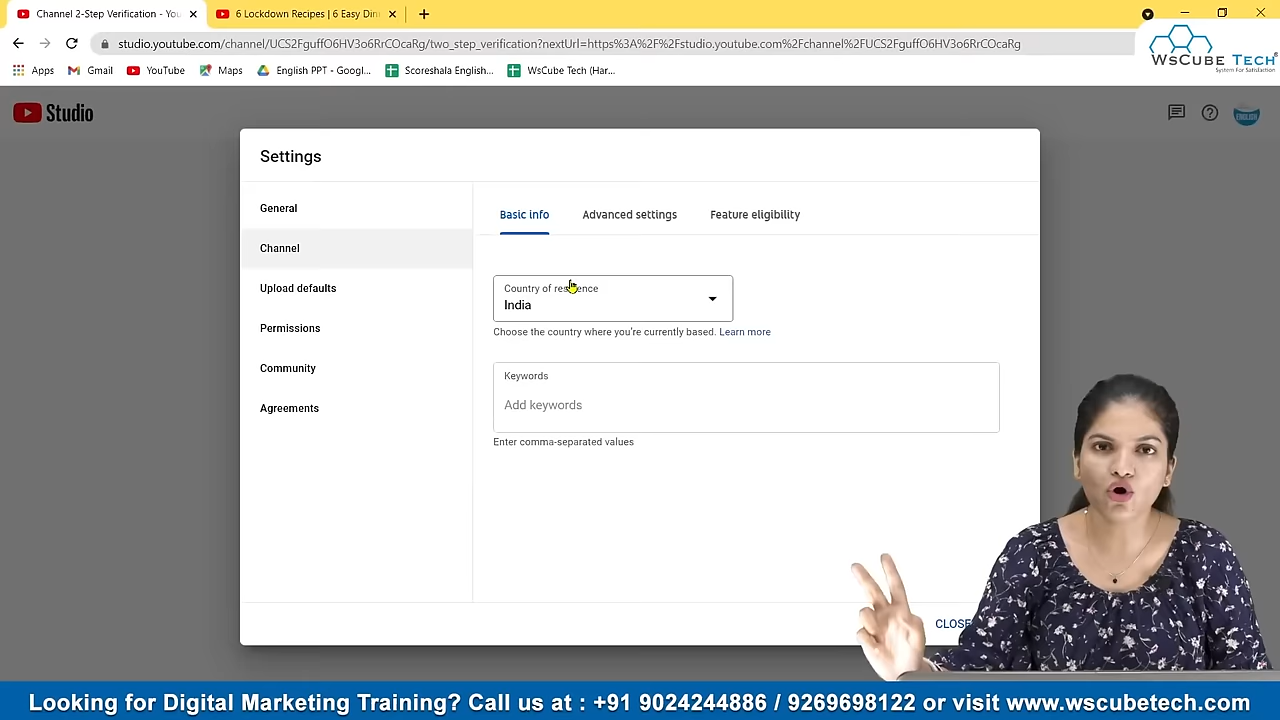 Channel 2-Step Verification - You
6 Lockdown Recipes | 6 Easy Din
studio.youtube.com/channel/UCS2FguffO6HV3o6RrCOcaRg/two_step_verification?nextUrl=https%3A%2F%2Fstudio.youtube.com%2Fchannel%2FUCS2FguffO6HV3o6RrCOcaRg
WSCUBE TECH®
System For Satisfaction
Apps
Gmail
YouTube
Maps
English PPT - Googl...
Scoreshala English...
WsCube Tech (Har...
Studio
ENGLISH
Settings
General
Channel
Upload defaults
Permissions
Community
Agreements
Basic info
Advanced settings
Feature eligibility
Country of residence
India
Choose the country where you're currently based. Learn more
Keywords
Add keywords
Enter comma-separated values
CLOSE
Looking for Digital Marketing Training? Call us at : +91 9024244886 / 9269698122 or visit www.wscubetech.com